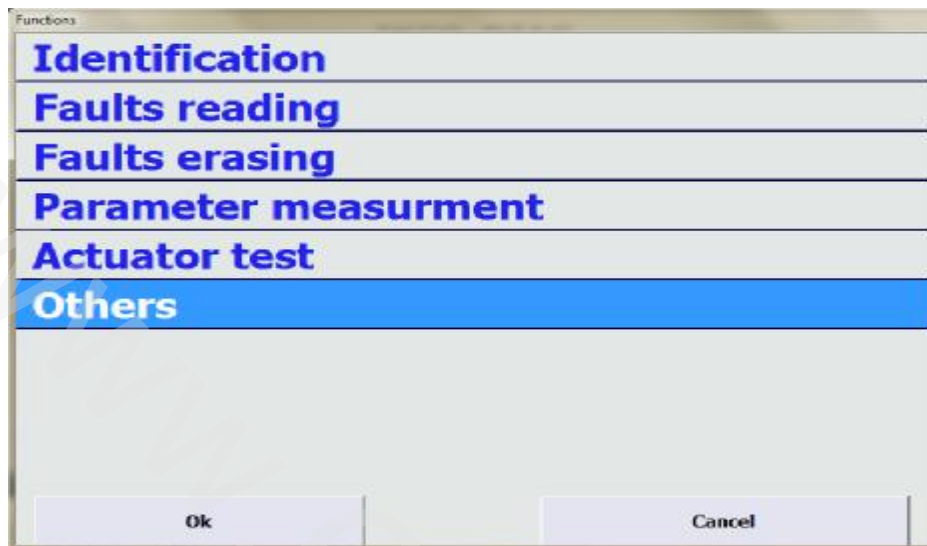 Functions
Identification
Faults reading
Faults erasing
Parameter measurment
Actuator test
Others
Ok
Cancel